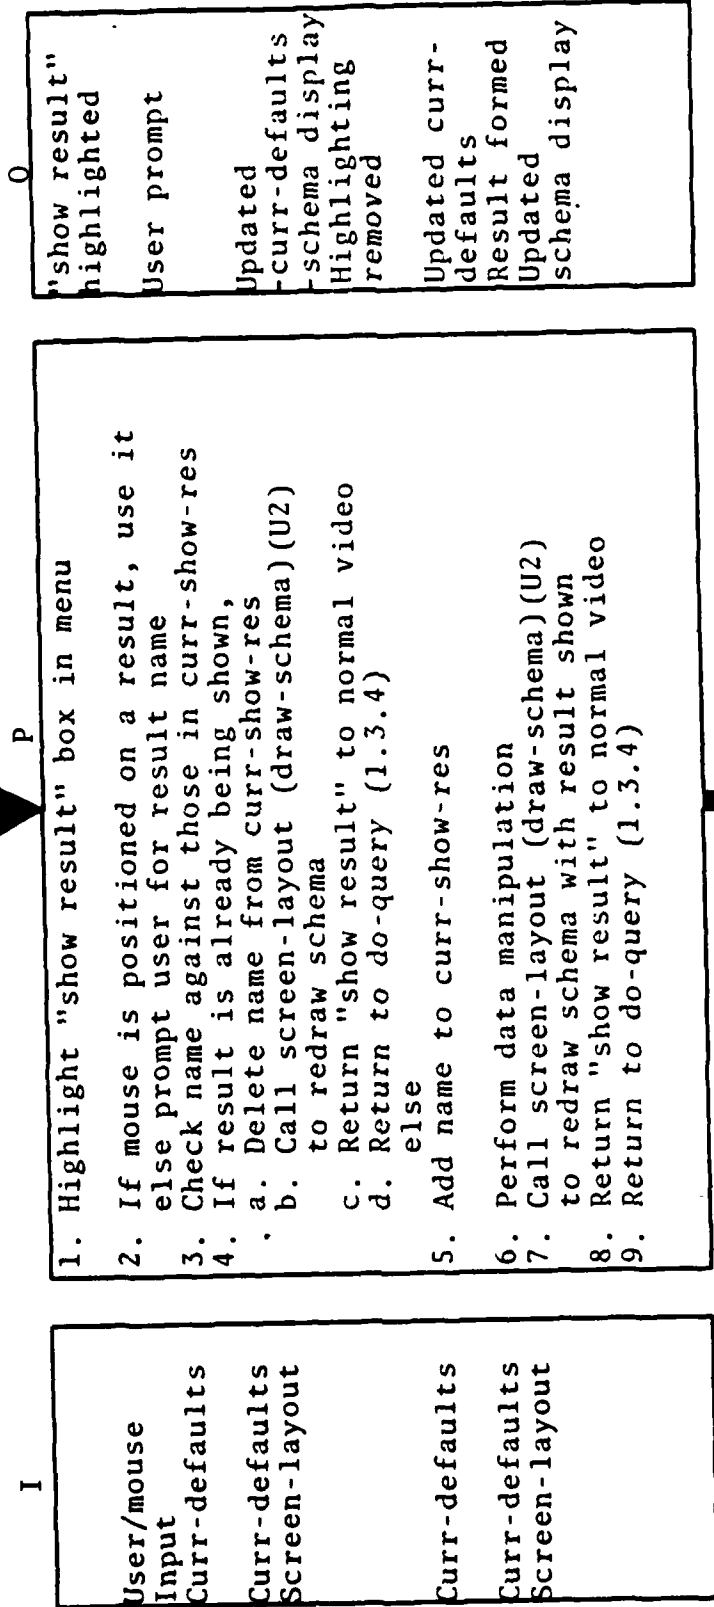 I
User/mouse
Input
Curr-defaults
Curr-defaults
Screen-layout
Curr-defaults
Curr-defaults
Screen-layout
P
1. Highlight "show result" box in menu
2. If mouse is positioned on a result, use it
else prompt user for result name
3. Check name against those in curr-show-res
4. If result is already being shown,
a. Delete name from curr-show-res
b. Call screen-layout (draw-schema)(U2)
to redraw schema
c. Return "show result" to normal video
d. Return to do-query (1.3.4)
else
5. Add name to curr-show-res
6. Perform data manipulation
7. Call screen-layout (draw-schema)(U2)
to redraw schema with result shown
8. Return "show result" to normal video
9. Return to do-query (1.3.4)
O
"show result"
highlighted
User prompt
Updated
-curr-defaults
-schema display
Highlighting
removed
Updated curr-
defaults
Result formed
Updated
schema display